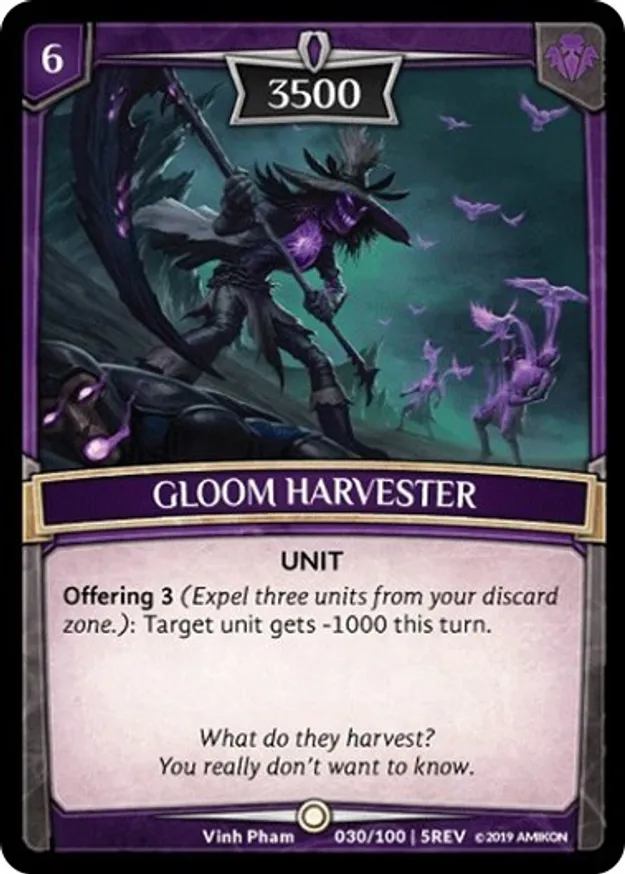 6
3500
GLOOM HARVESTER
UNIT
Offering 3 (Expel three units from your discard
zone.): Target unit gets -1000 this turn.
What do they harvest?
You really don't want to know.
Vinh Pham 030/100 | 5REV ©2019 AMIKON